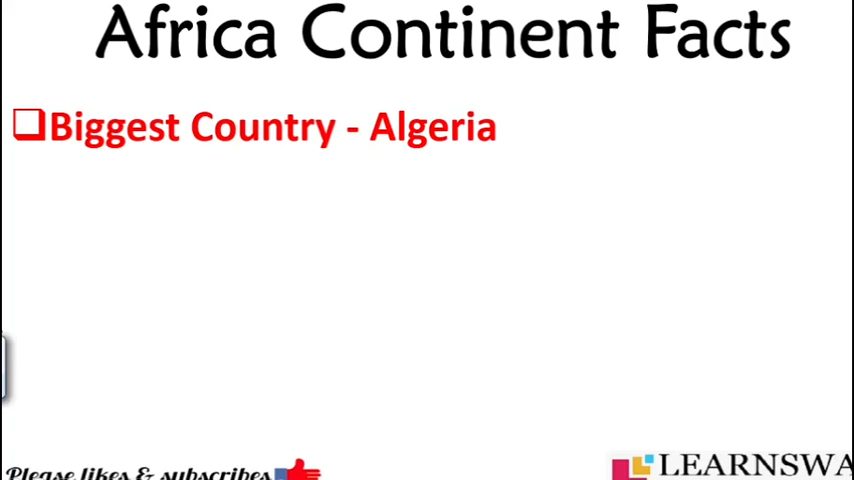 Africa Continent Facts
Biggest Country - Algeria
Please likes & subscribes
LEARNSWA